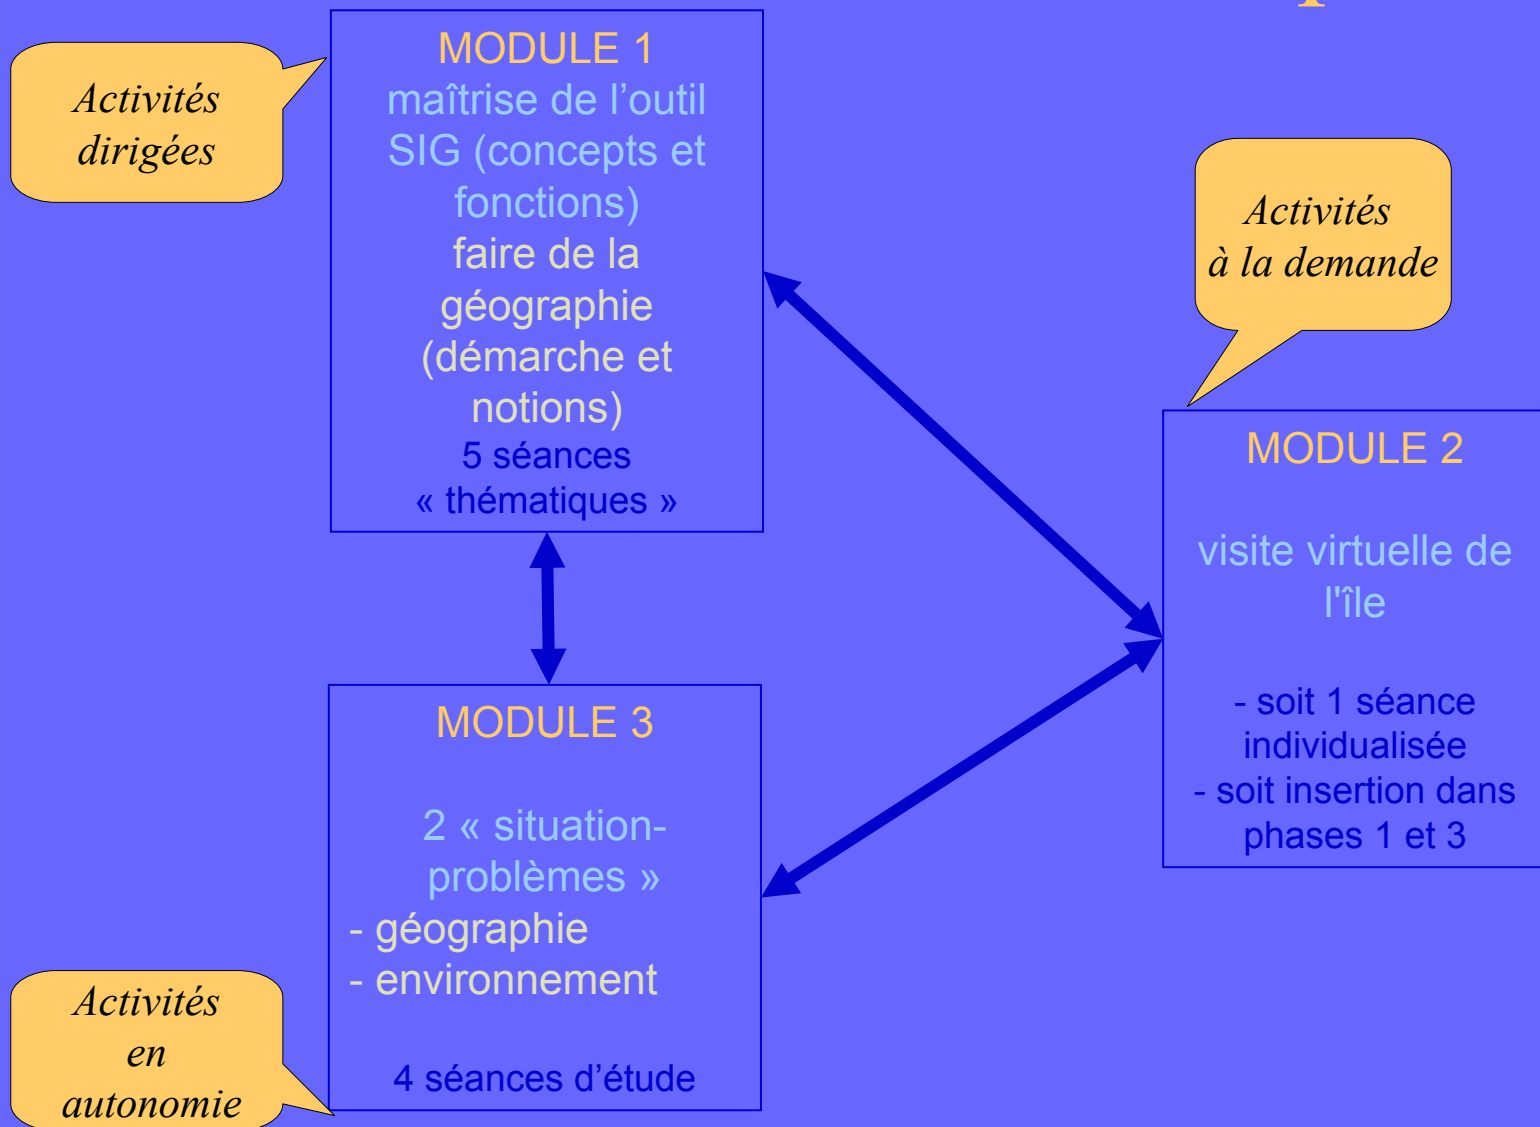 Activités
dirigées
MODULE 1
maîtrise de l’outil
SIG (concepts et
fonctions)
faire de la
géographie
(démarche et
notions)
5 séances
« thématiques »
Activités
à la demande
MODULE 2
visite virtuelle de
l'île
- soit 1 séance
individualisée
- soit insertion dans
phases 1 et 3
MODULE 3
2 « situation-
problèmes »
- géographie
- environnement
4 séances d’étude
Activités
en
autonomie